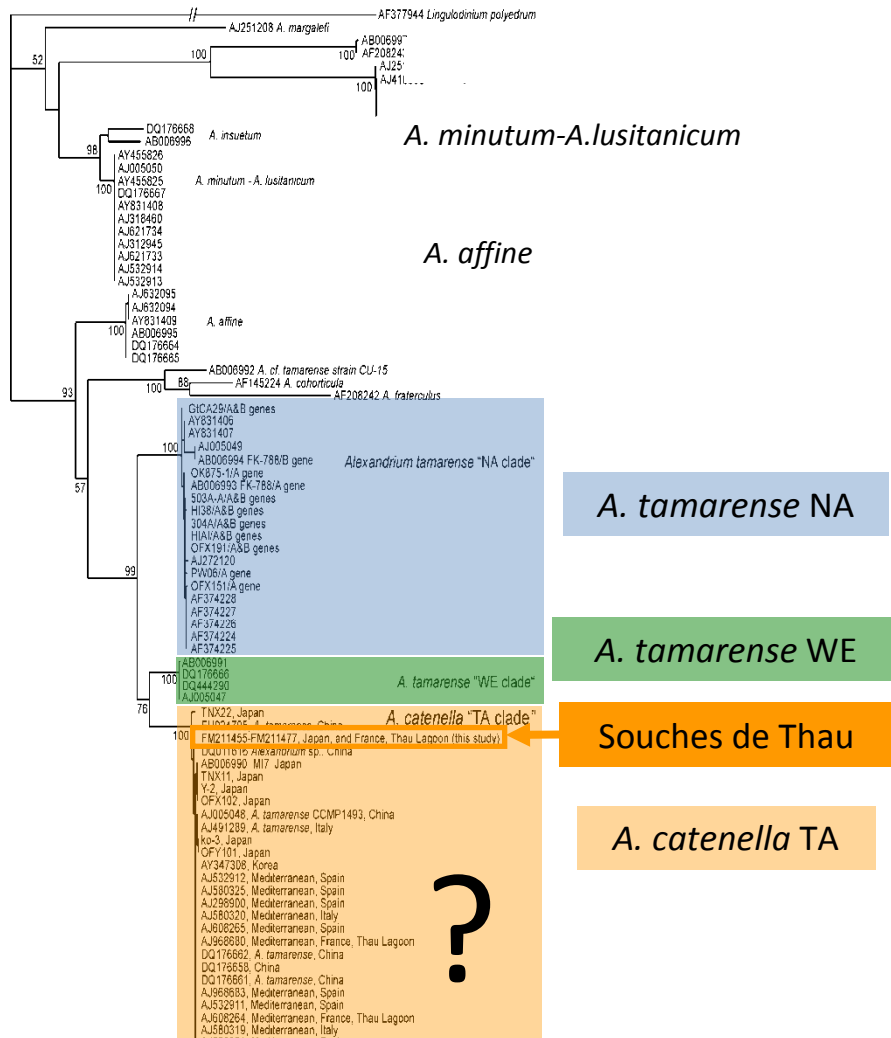 //
AF377944 Lingulodinium polyedrum
AJ251208 A. margalefi
52
100
100
AB00699
AF20824
AJ25
100
AJ41
A. minutum-A.lusitanicum
DQ176668
A. insuetum
AB006996
98
AY455826
AJ005050
100
AY455825
A. minutum - A. lusitanicum
DQ176667
AY831408
AJ318460
AJ621734
AJ312945
AJ621733
AJ532914
AJ532913
A. affine
AJ632095
AJ632094
100
AY831409
A. affine
AB006995
DQ176664
DQ176665
93
AB006992 A. cf. tamarense strain CU-15
100
88
AF145224 A. cohorticula
AF208242 A. fraterculus
57
GtCA29/A&B genes
AY831406
AY831407
100
AJ005049
AB006994 FK-788/B gene
Alexandrium tamarense "NA clade"
OK875-1/A gene
AB006993 FK-788/A gene
503A-A/A&B genes
HI38/A&B genes
304A/A&B genes
HIAI/A&B genes
OFX191/A&B genes
AJ272120
PW06/A gene
OFX151/A gene
AF374228
AF374227
AF374226
AF374224
AF374225
A. tamarense NA
99
AB006991
100
DQ176666
DQ444290
AJ005047
A. tamarense "WE clade"
A. tamarense WE
76
TNX22, Japan
A. catenella "TA clade"
100
FM211455-FM211477, Japan, and France, Thau Lagoon (this study)
Souches de Thau
DQ011616 Alexandrium sp., China
AB006990 MI7 Japan
TNX11, Japan
Y-2, Japan
OFX102, Japan
AJ005048, A. tamarense CCMP1493, China
AJ491289, A. tamarense, Italy
ko-3, Japan
OFY101, Japan
AY347308, Korea
A. catenella TA
AJ532912, Mediterranean, Spain
AJ580325, Mediterranean, Spain
AJ298900, Mediterranean, Spain
AJ580320, Mediterranean, Italy
AJ608265, Mediterranean, Spain
AJ968680, Mediterranean, France, Thau Lagoon
DQ176662, A. tamarense, China
DQ176658, China
DQ176661, A. tamarense, China
AJ968683, Mediterranean, Spain
AJ532911, Mediterranean, Spain
AJ608264, Mediterranean, France, Thau Lagoon
AJ580319, Mediterranean, Italy
?